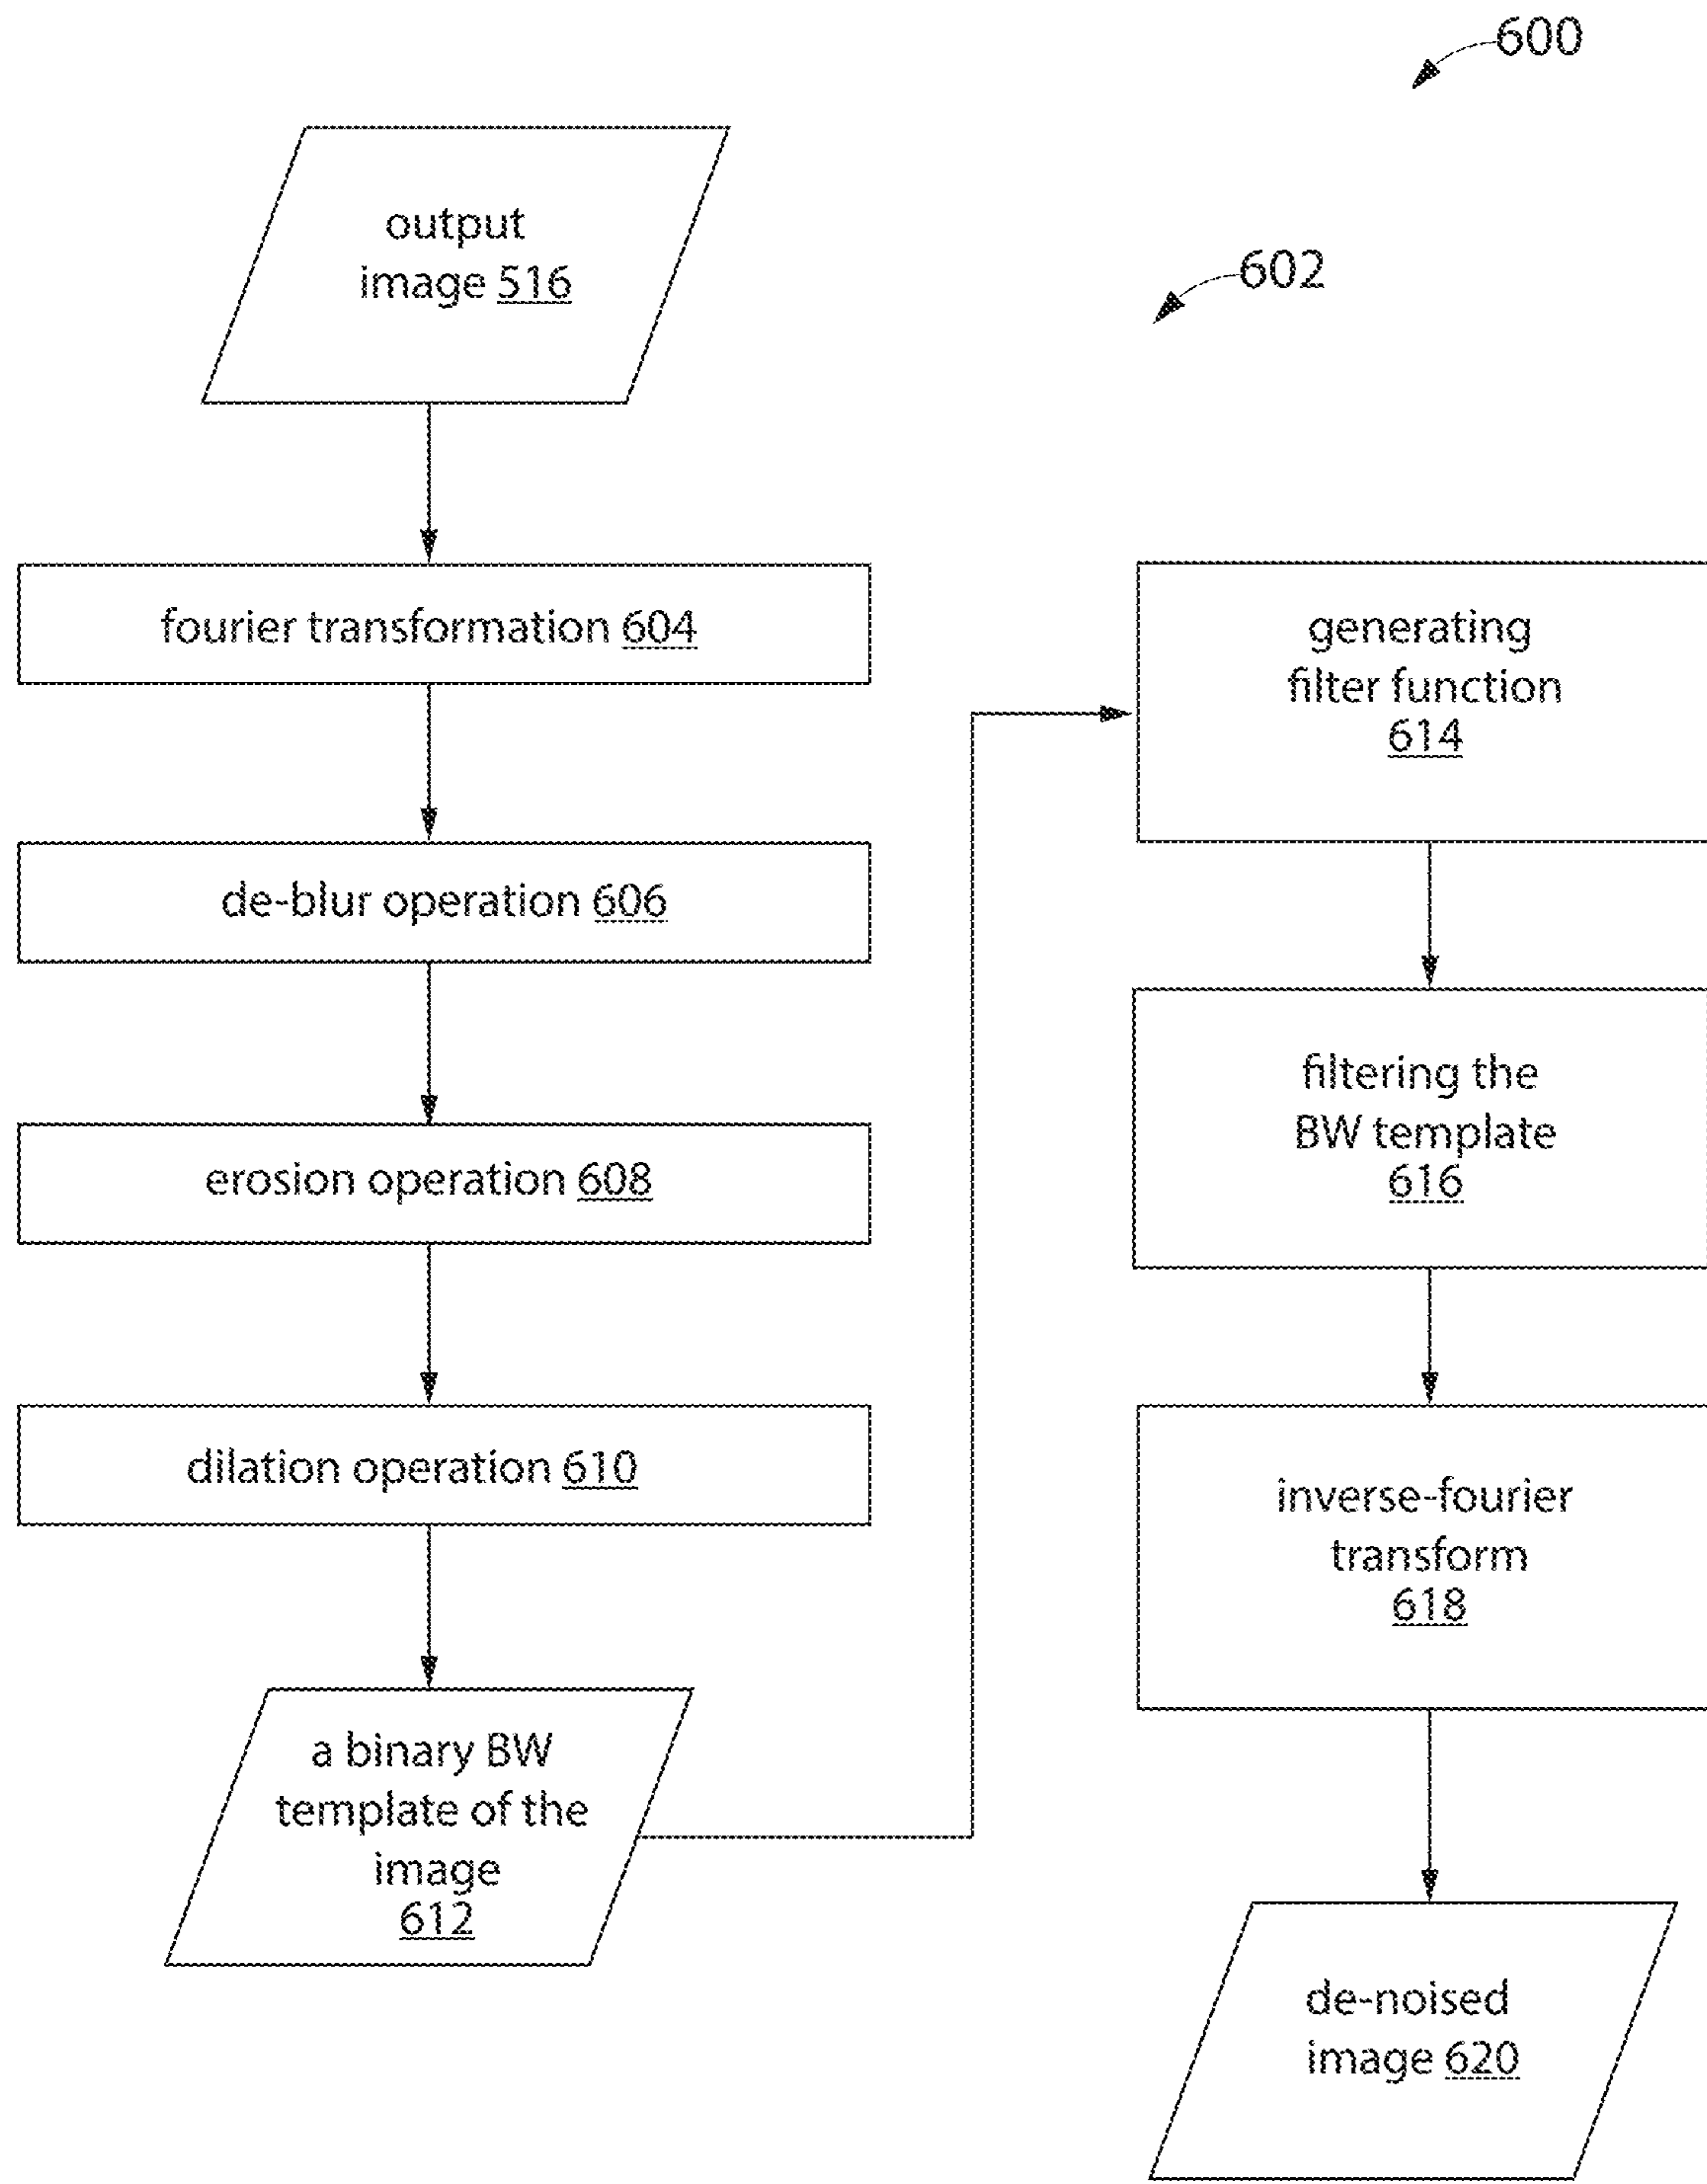 600
602
output
image 516
fourier transformation 604
de-blur operation 606
erosion operation 608
dilation operation 610
a binary BW
template of the
image
612
generating
filter function
614
filtering the
BW template
616
inverse-fourier
transform
618
de-noised
image 620